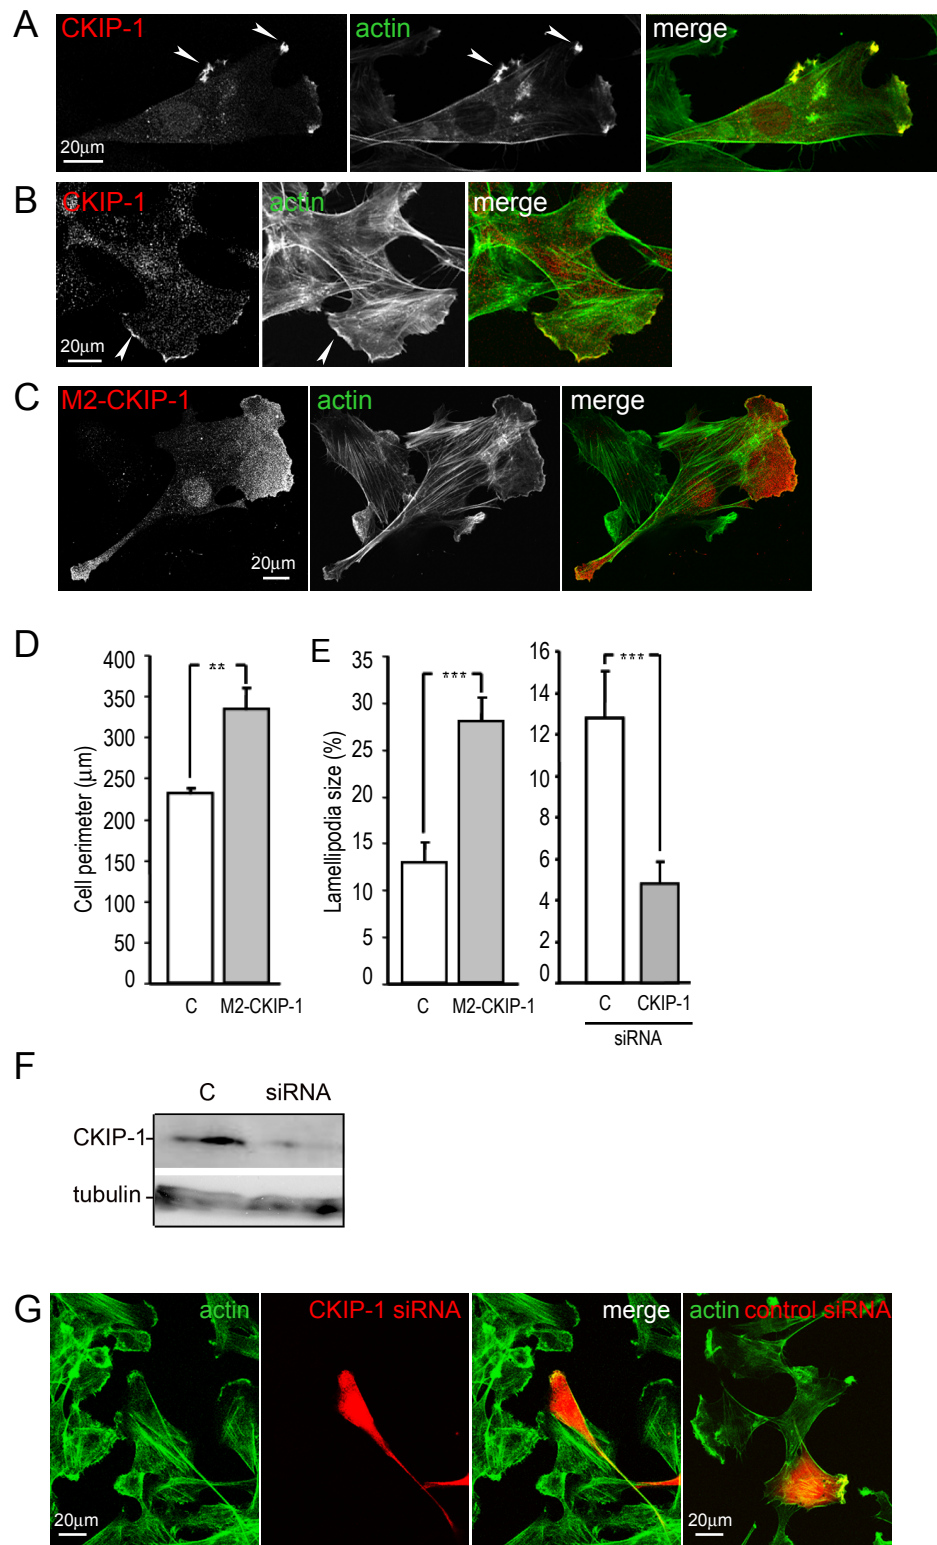 A
CKIP-1
actin
merge
20μm
B
CKIP-1
actin
merge
20μm
C
M2-CKIP-1
actin
merge
20μm
D
400
350
300
250
200
150
100
50
0
Cell perimeter (μm)
**
C M2-CKIP-1
E
35
30
25
20
15
10
5
0
Lamellipodia size (%)
***
C M2-CKIP-1
16
14
12
10
8
6
4
2
0
***
C CKIP-1
siRNA
F
C siRNA
CKIP-1
tubulin
G
actin
CKIP-1 siRNA
merge
actin control siRNA
20μm
20μm